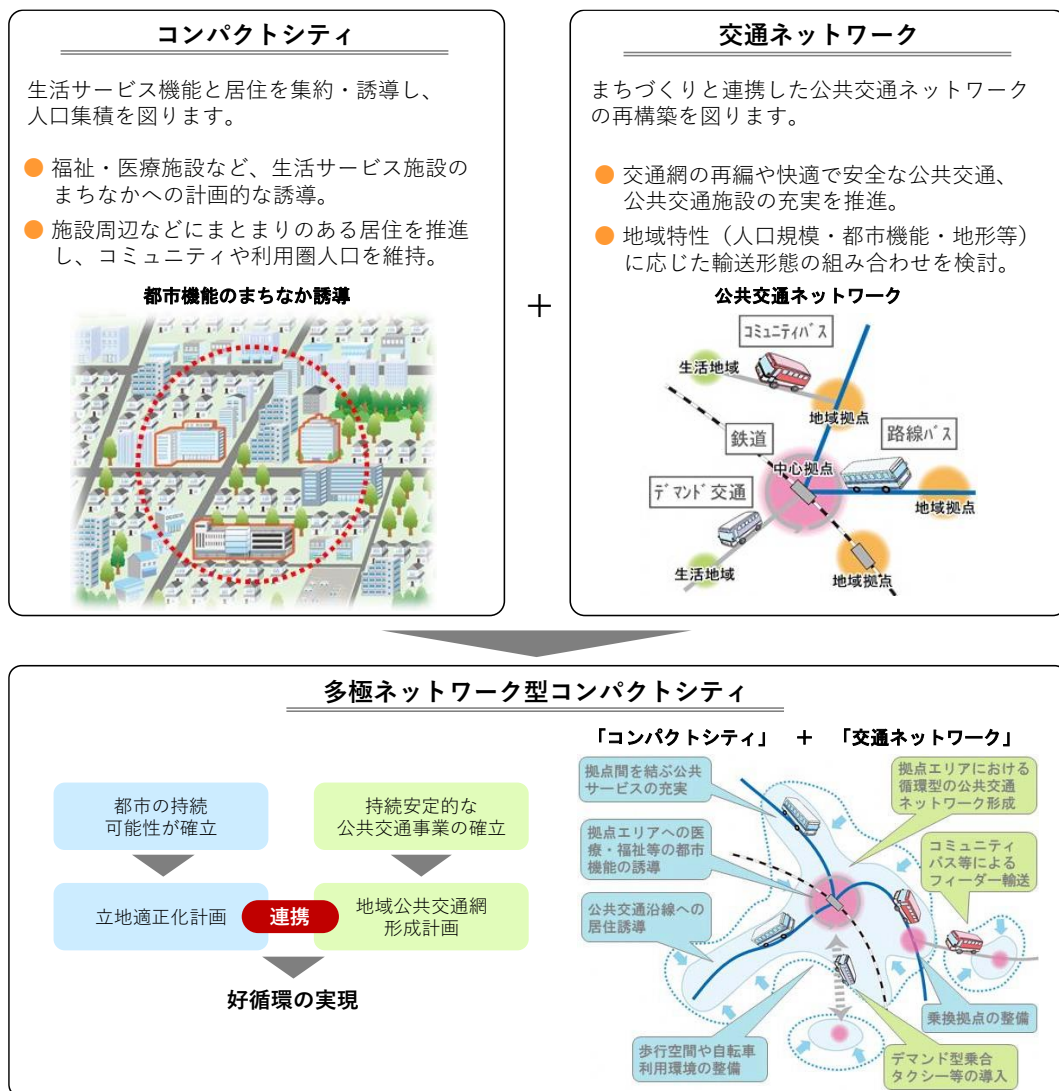 コンパクトシティ
生活サービス機能と居住を集約・誘導し、
人口集積を図ります。
● 福祉・医療施設など、生活サービス施設の
まちなかへの計画的な誘導。
● 施設周辺などにまとまりのある居住を推進
し、コミュニティや利用圏人口を維持。
都市機能のまちなか誘導
＋
交通ネットワーク
まちづくりと連携した公共交通ネットワーク
の再構築を図ります。
● 交通網の再編や快適で安全な公共交通、
公共交通施設の充実を推進。
● 地域特性（人口規模・都市機能・地形等）
に応じた輸送形態の組み合わせを検討。
公共交通ネットワーク
コミュニティバス
生活地域
地域拠点
鉄道
路線バス
中心拠点
デマンド交通
地域拠点
生活地域
地域拠点
多極ネットワーク型コンパクトシティ
都市の持続
可能性が確立
持続安定的な
公共交通事業の確立
立地適正化計画
連携
地域公共交通網
形成計画
好循環の実現
「コンパクトシティ」 ＋ 「交通ネットワーク」
拠点間を結ぶ公共
サービスの充実
拠点エリアにおける
循環型の公共交通
ネットワーク形成
拠点エリアへの医
療・福祉等の都市
機能の誘導
コミュニティ
バス等による
フィーダー輸送
公共交通沿線への
居住誘導
乗換拠点の整備
歩行空間や自転車
利用環境の整備
デマンド型乗合
タクシー等の導入